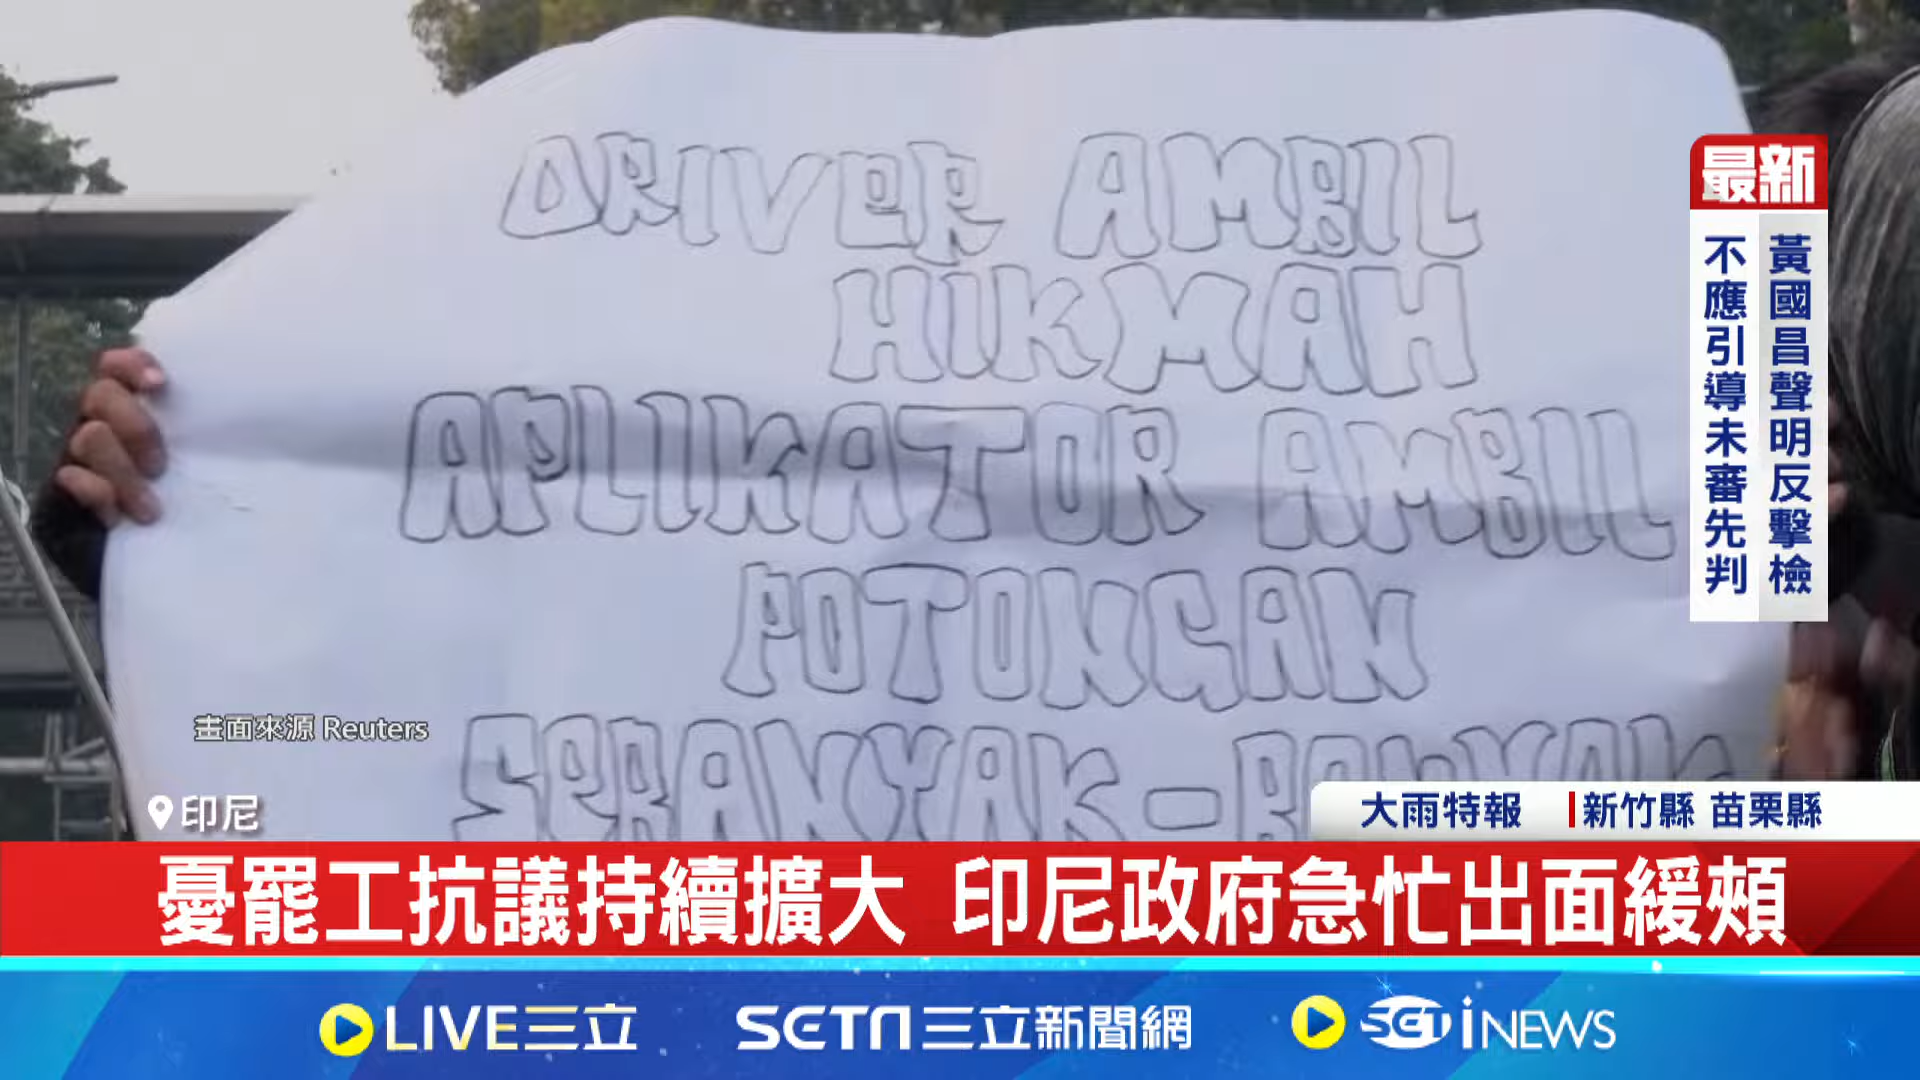 DRIVER AMBIL
HIKMAH
APLIKATOR AMBIL
POTONGAN
SEBANYAK-BANYAK
最新
黃國昌聲明反擊檢
不應引導未審先判
畫面來源 Reuters
印尼
大雨特報 新竹縣 苗栗縣
憂罷工抗議持續擴大 印尼政府急忙出面緩頰
LIVE三立 SETN三立新聞網 SET iNEWS